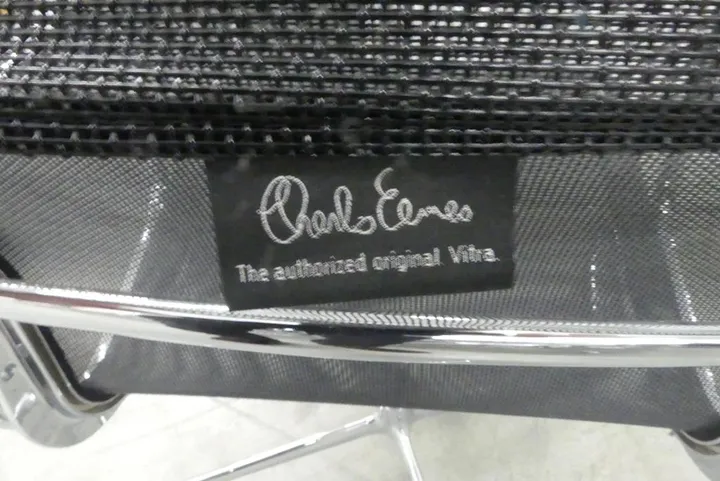 Charles Eames
The authorized original. Vitra.